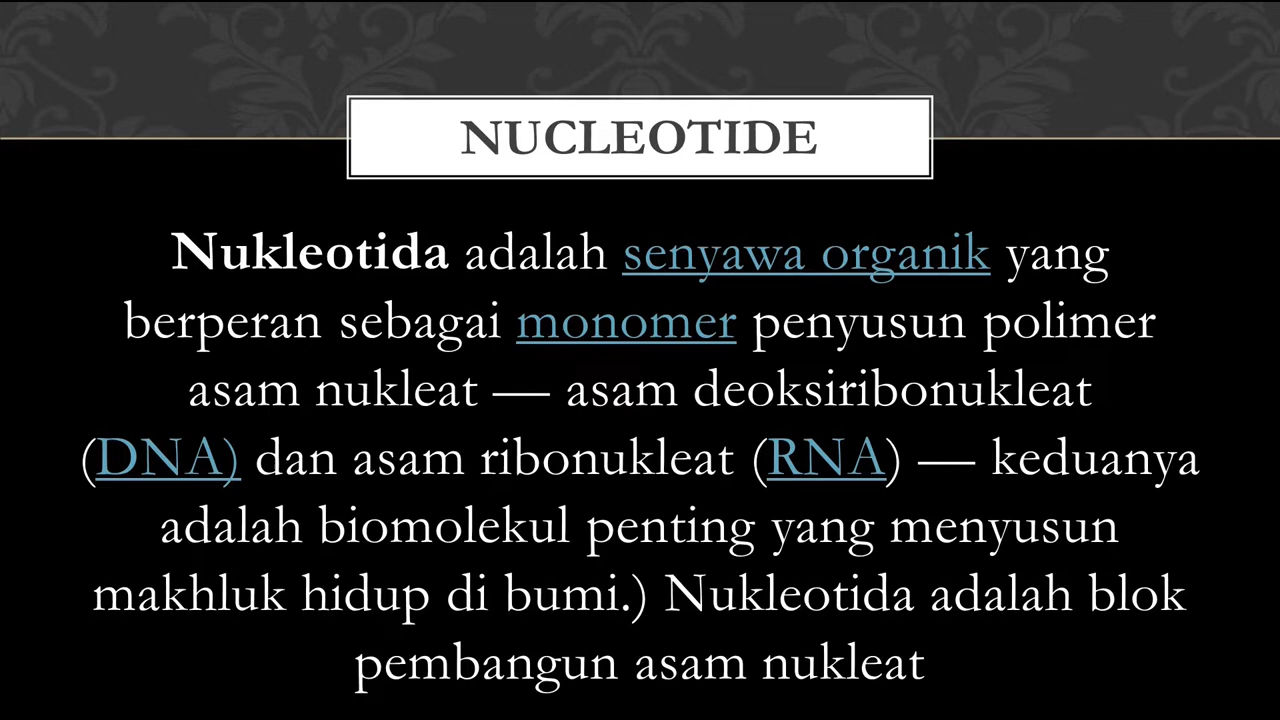 NUCLEOTIDE
Nukleotida adalah senyawa organik yang
berperan sebagai monomer penyusun polimer
asam nukleat — asam deoksiribonukleat
(DNA) dan asam ribonukleat (RNA) — keduanya
adalah biomolekul penting yang menyusun
makhluk hidup di bumi.) Nukleotida adalah blok
pembangun asam nukleat